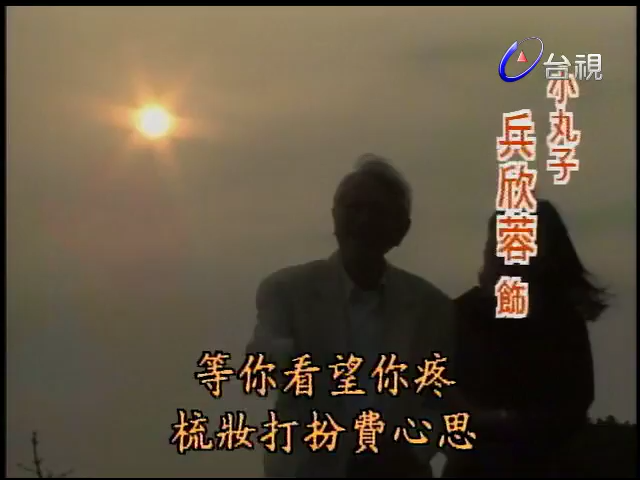 台視
小丸子
兵欣蓉 飾
等你看望你疼
梳妝打扮費心思